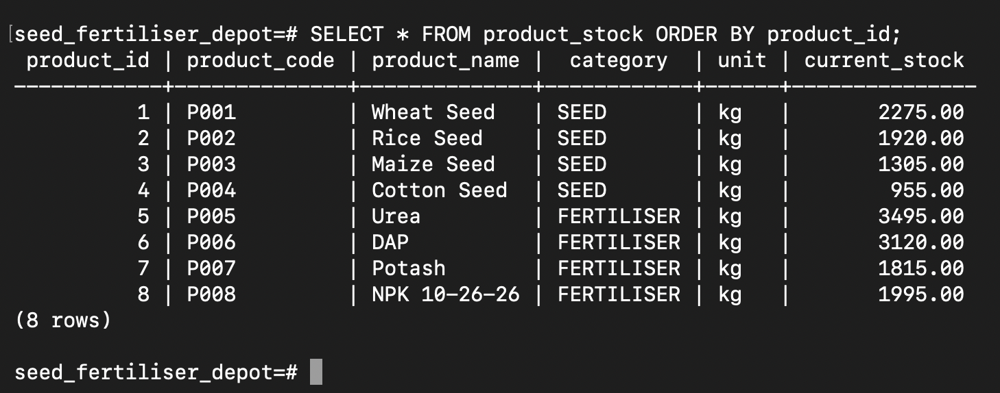 seed_fertiliser_depot=# SELECT * FROM product_stock ORDER BY product_id;
 product_id | product_code | product_name |  category  | unit | current_stock
------------+--------------+--------------+------------+------+---------------
          1 | P001         | Wheat Seed   | SEED       | kg   |       2275.00
          2 | P002         | Rice Seed    | SEED       | kg   |       1920.00
          3 | P003         | Maize Seed   | SEED       | kg   |       1305.00
          4 | P004         | Cotton Seed  | SEED       | kg   |        955.00
          5 | P005         | Urea         | FERTILISER | kg   |       3495.00
          6 | P006         | DAP          | FERTILISER | kg   |       3120.00
          7 | P007         | Potash       | FERTILISER | kg   |       1815.00
          8 | P008         | NPK 10-26-26 | FERTILISER | kg   |       1995.00
(8 rows)
seed_fertiliser_depot=#